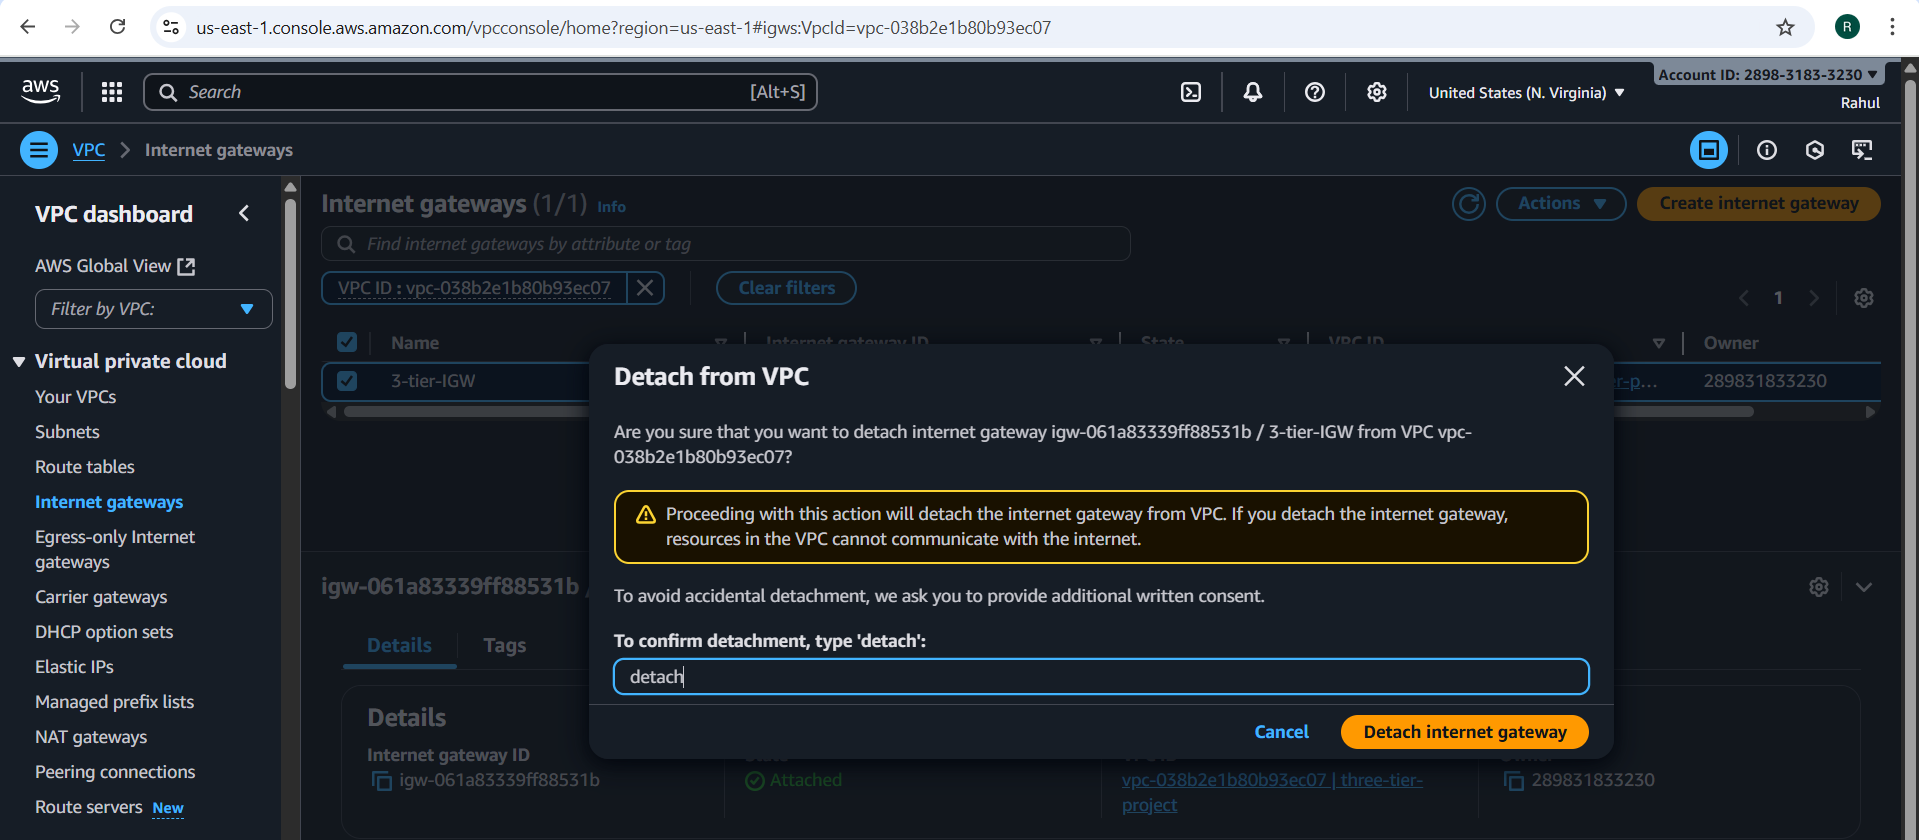 us-east-1.console.aws.amazon.com/vpcconsole/home?region=us-east-1#igws:VpcId=vpc-038b2e1b80b93ec07
R
aws
Search
[Alt+S]
United States (N. Virginia)
Account ID: 2898-3183-3230
Rahul
VPC
Internet gateways
VPC dashboard
AWS Global View
Filter by VPC:
Virtual private cloud
Your VPCs
Subnets
Route tables
Internet gateways
Egress-only Internet
gateways
Carrier gateways
DHCP option sets
Elastic IPs
Managed prefix lists
NAT gateways
Peering connections
Route servers New
Internet gateways (1/1) Info
Actions
Create internet gateway
Find internet gateways by attribute or tag
VPC ID : vpc-038b2e1b80b93ec07
Clear filters
1
Name
Internet gateway ID
State
VPC ID
Owner
3-tier-IGW
r-p...
289831833230
Detach from VPC
Are you sure that you want to detach internet gateway igw-061a83339ff88531b / 3-tier-IGW from VPC vpc-
038b2e1b80b93ec07?
Proceeding with this action will detach the internet gateway from VPC. If you detach the internet gateway,
resources in the VPC cannot communicate with the internet.
To avoid accidental detachment, we ask you to provide additional written consent.
To confirm detachment, type 'detach':
detach
Cancel
Detach internet gateway
igw-061a83339ff88531b /
Details
Tags
Details
Internet gateway ID
igw-061a83339ff88531b
Attached
vpc-038b2e1b80b93ec07 | three-tier-
project
289831833230